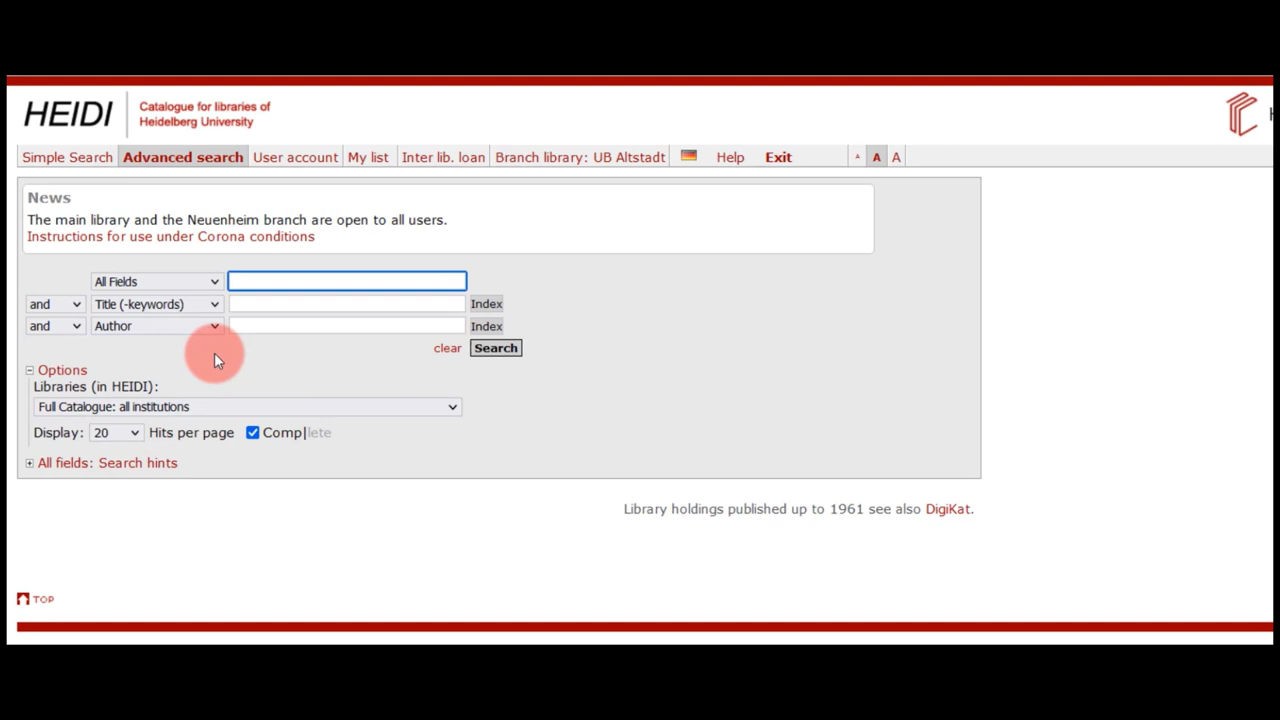 HEIDI
Catalogue for libraries of
Heidelberg University
H
Simple Search Advanced search User account My list Inter lib. loan Branch library: UB Altstadt Help Exit A A A
News
The main library and the Neuenheim branch are open to all users.
Instructions for use under Corona conditions
All Fields
and Title (-keywords) Index
and Author Index
clear Search
Options
Libraries (in HEIDI):
Full Catalogue: all institutions
Display: 20 Hits per page Comp|lete
All fields: Search hints
Library holdings published up to 1961 see also DigiKat.
TOP